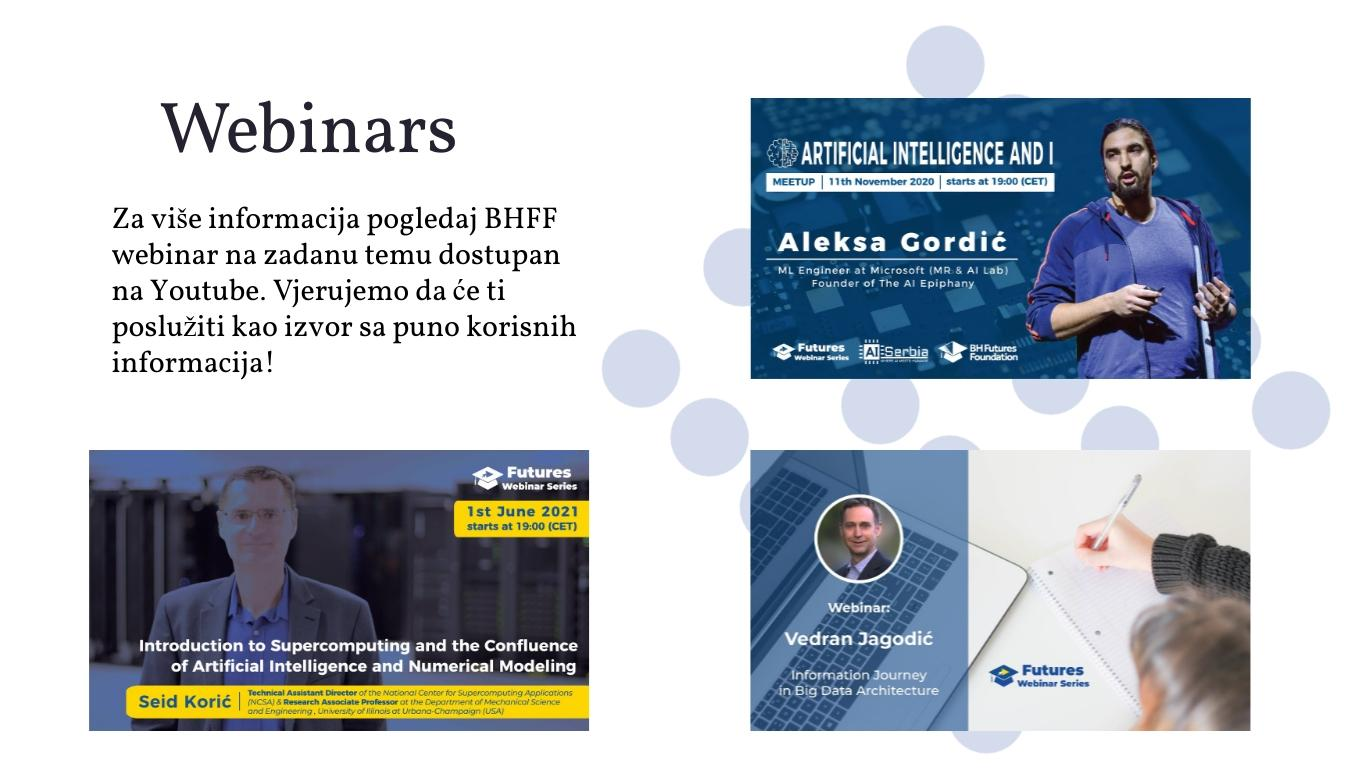 Webinars
Za više informacija pogledaj BHFF
webinar na zadanu temu dostupan
na Youtube. Vjerujemo da će ti
poslužiti kao izvor sa puno korisnih
informacija!
ARTIFICIAL INTELLIGENCE AND I
MEETUP | 11th November 2020 | starts at 19:00 (CET)
Aleksa Gordić
ML Engineer at Microsoft (MR & AI Lab)
Founder of The AI Epiphany
Futures
Webinar Series
AI Serbia
BH Futures
Foundation
Futures
Webinar Series
1st June 2021
starts at 19:00 (CET)
Introduction to Supercomputing and the Confluence
of Artificial Intelligence and Numerical Modeling
Seid Korić
Technical Assistant Director of the National Center for Supercomputing Applications
(NCSA) & Research Associate Professor at the Department of Mechanical Science
and Engineering , University of Illinois at Urbana-Champaign (USA)
Webinar:
Vedran Jagodić
Information Journey
in Big Data Architecture
Futures
Webinar Series